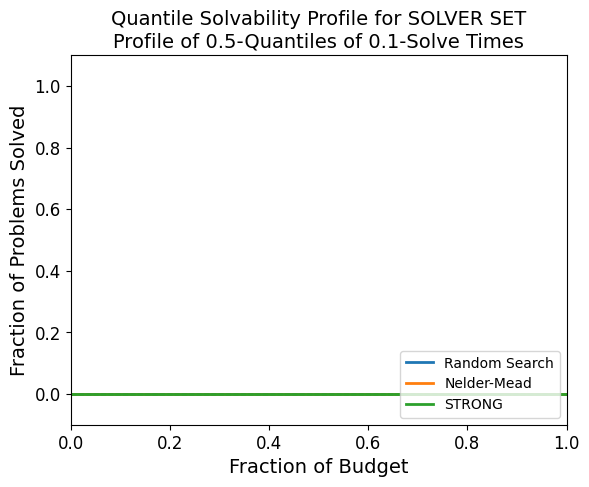 Quantile Solvability Profile for SOLVER SET
Profile of 0.5-Quantiles of 0.1-Solve Times
Fraction of Problems Solved
1.0
0.8
0.6
0.4
0.2
0.0
Random Search
Nelder-Mead
STRONG
0.0 0.2 0.4 0.6 0.8 1.0
Fraction of Budget